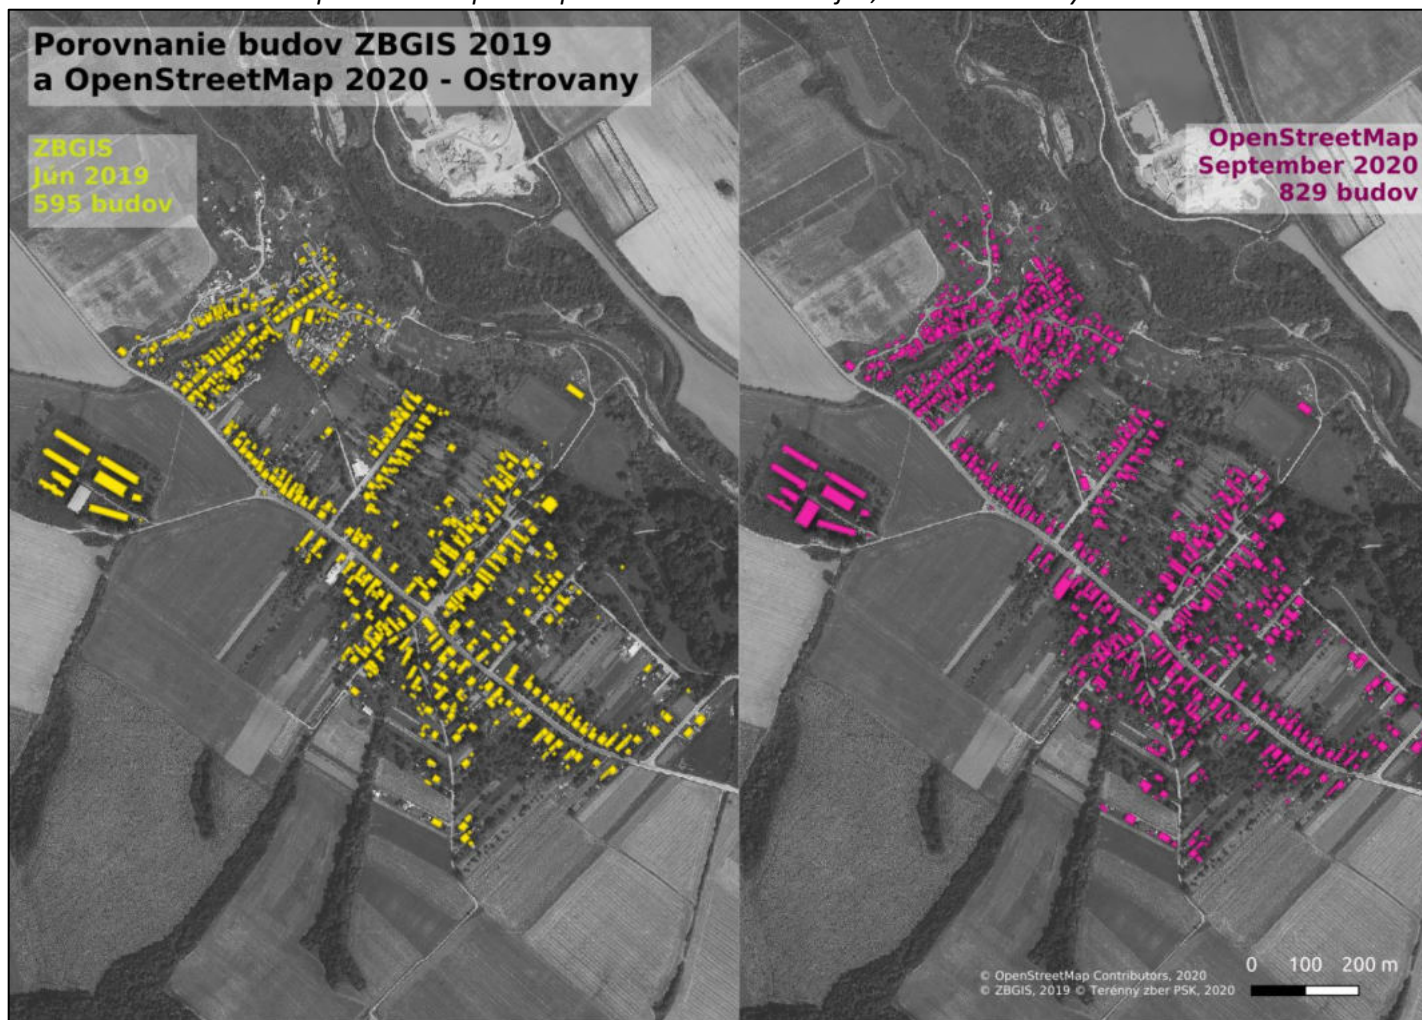 Porovnanie budov ZBGIS 2019
a OpenStreetMap 2020 - Ostrovany
ZBGIS
Jún 2019
595 budov
OpenStreetMap
September 2020
829 budov
© OpenStreetMap Contributors, 2020
© ZBGIS, 2019 © Terénny zber PSK, 2020
0 100 200 m